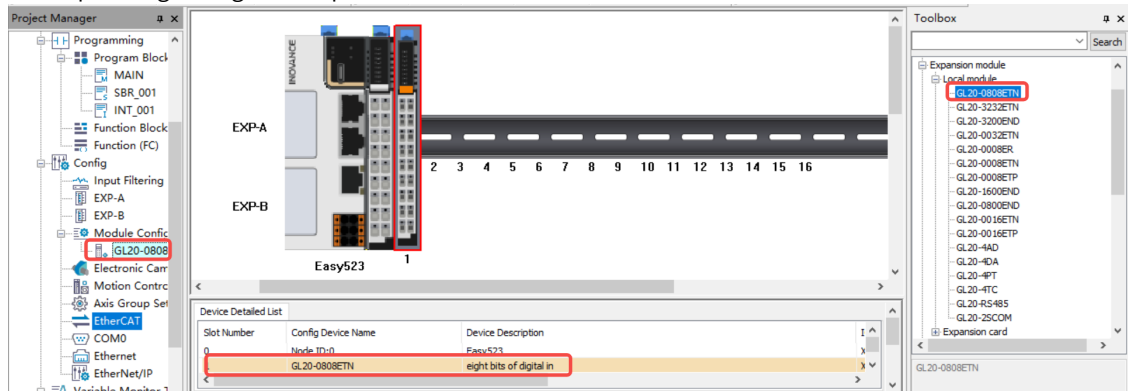 Project Manager
Programming
Program Block
MAIN
SBR_001
INT_001
Function Block
Function (FC)
Config
Input Filtering
EXP-A
EXP-B
Module Config
GL20-0808
Electronic Cam
Motion Contrc
Axis Group Set
EtherCAT
COM0
Ethernet
EtherNet/IP
INOVANCE
EXP-A
EXP-B
Easy523
1 2 3 4 5 6 7 8 9 10 11 12 13 14 15 16
Device Detailed List
Slot Number Config Device Name Device Description
0 Node ID:0 Easy523
GL20-0808ETN eight bits of digital in
Toolbox
Search
Expansion module
Local module
GL20-0808ETN
GL20-3232ETN
GL20-3200END
GL20-0032ETN
GL20-0008ER
GL20-0008ETN
GL20-0008ETP
GL20-1600END
GL20-0800END
GL20-0016ETN
GL20-0016ETP
GL20-4AD
GL20-4DA
GL20-4PT
GL20-4TC
GL20-RS485
GL20-2SCOM
Expansion card
GL20-0808ETN